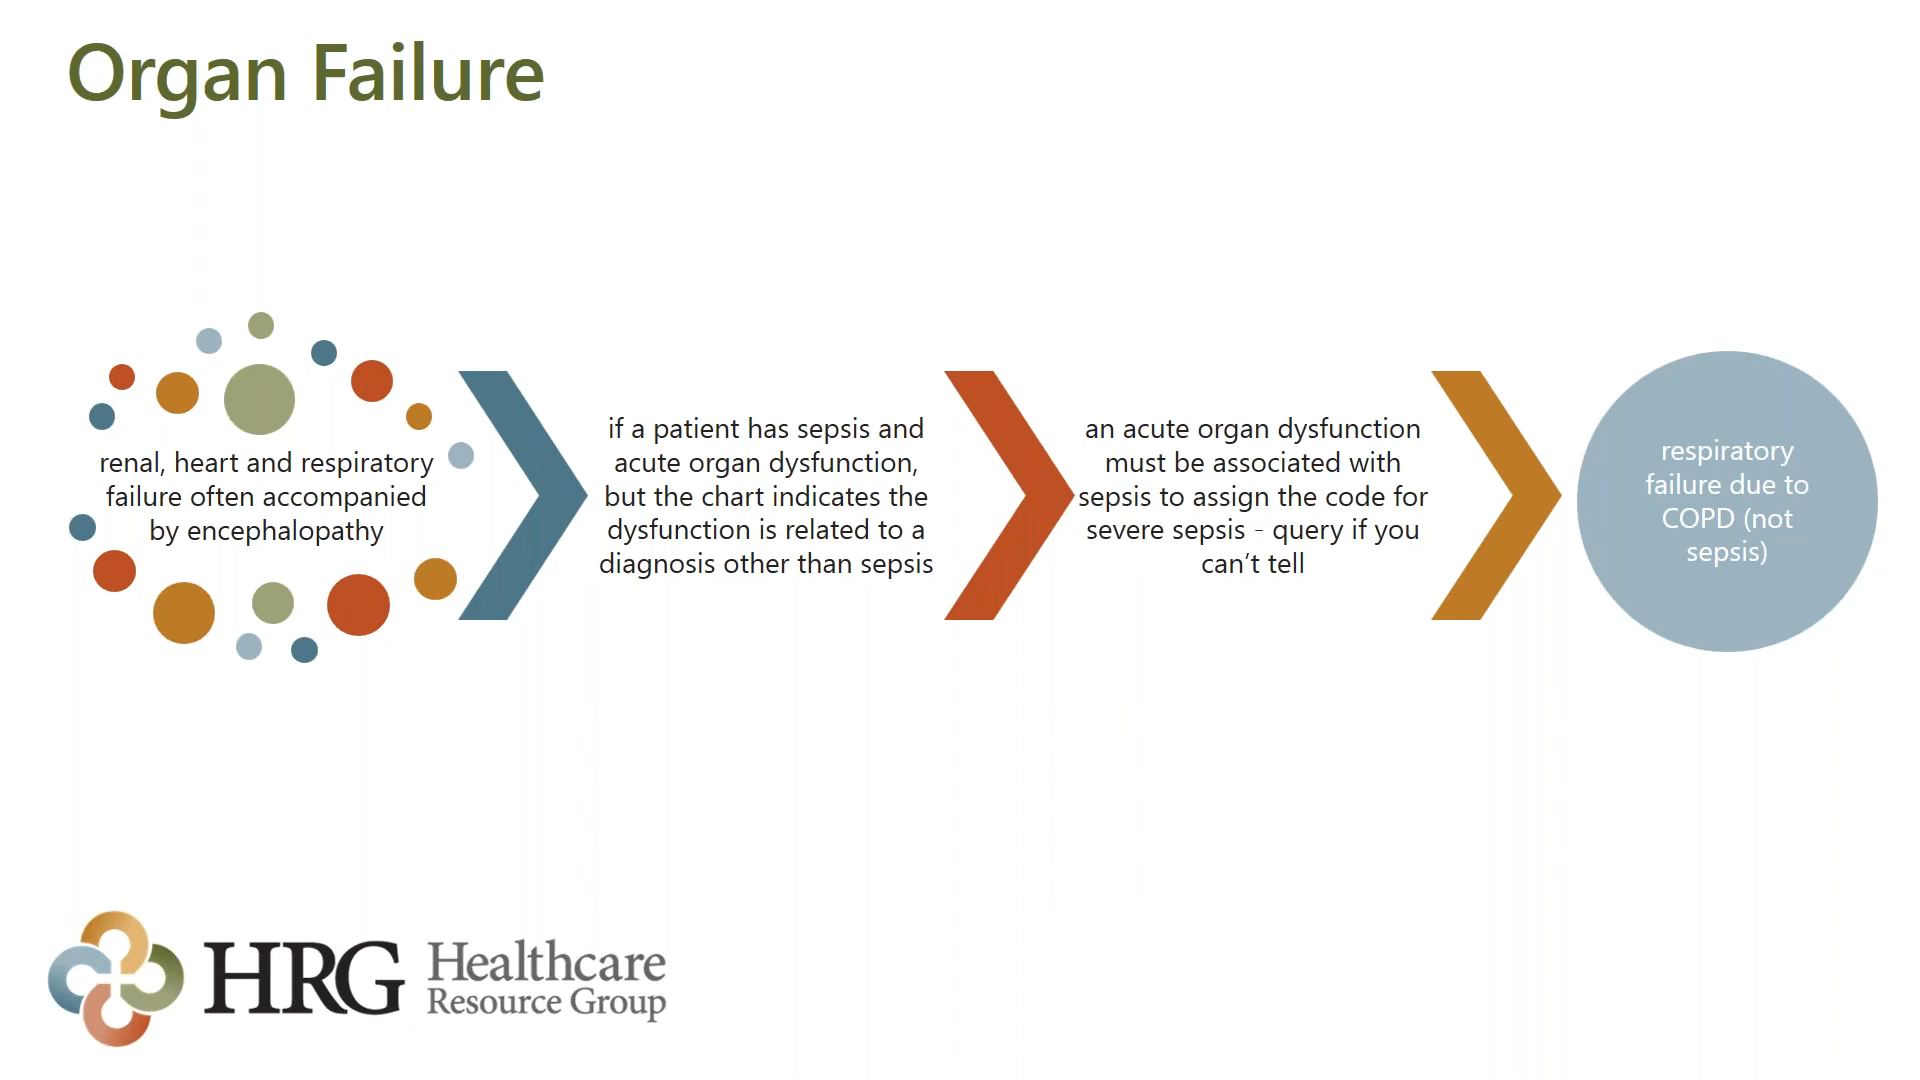 Organ Failure
renal, heart and respiratory
failure often accompanied
by encephalopathy
if a patient has sepsis and
acute organ dysfunction,
but the chart indicates the
dysfunction is related to a
diagnosis other than sepsis
an acute organ dysfunction
must be associated with
sepsis to assign the code for
severe sepsis - query if you
can’t tell
respiratory
failure due to
COPD (not
sepsis)
HRG Healthcare
Resource Group